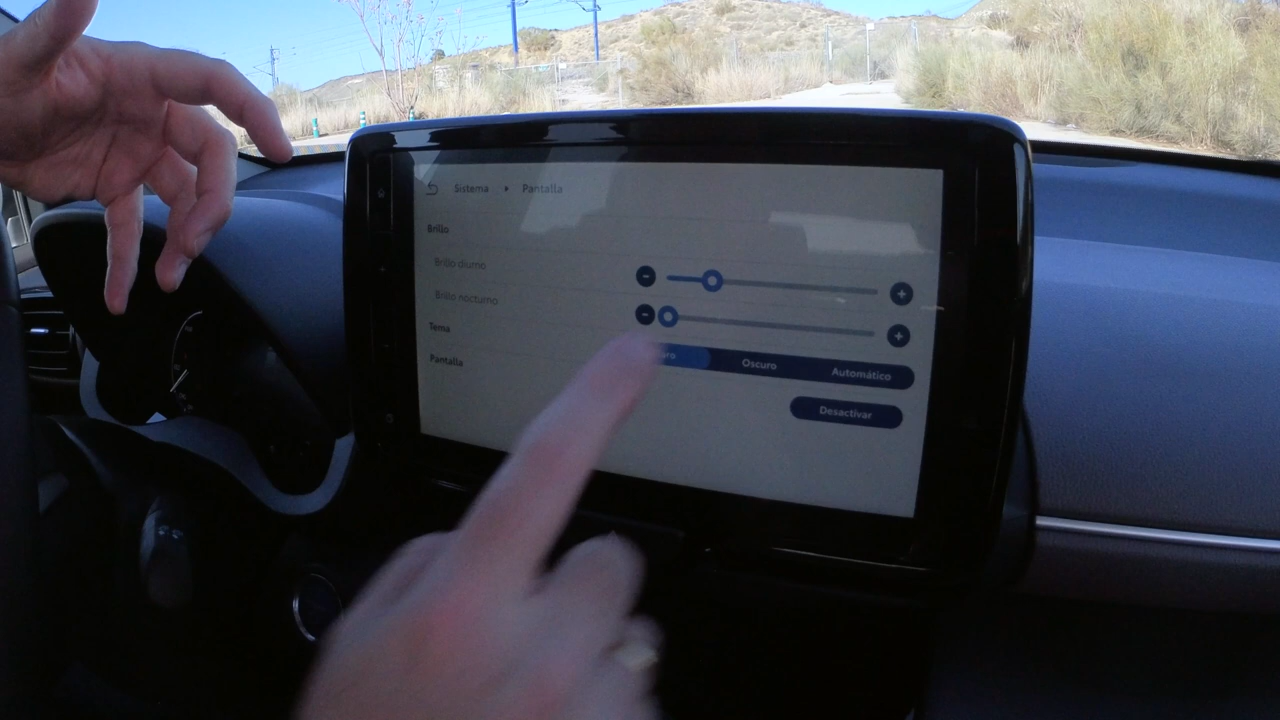 Sistema ▸ Pantalla
Brillo
Brillo diurno
Brillo nocturno
Tema
Oscuro Automático
Pantalla
Desactivar